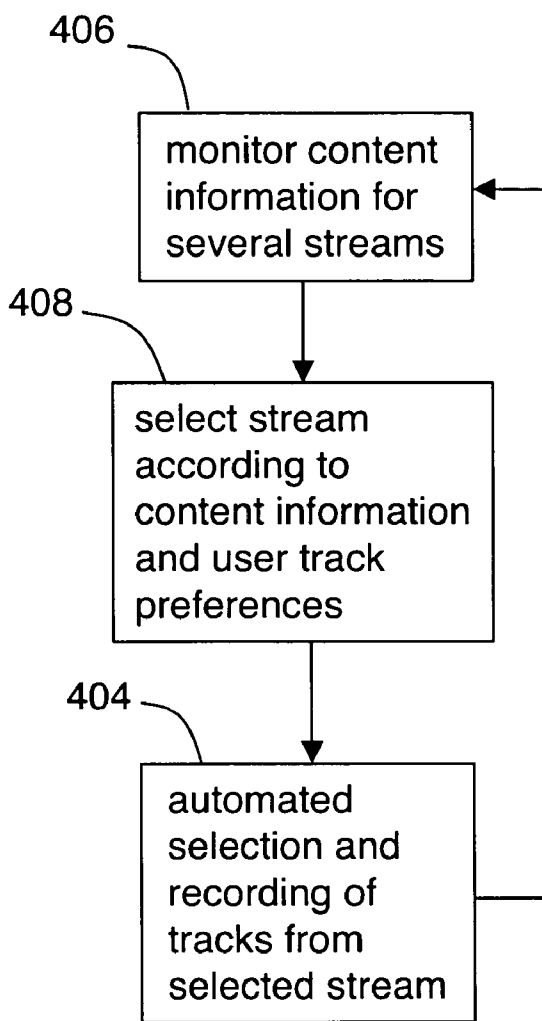 406
monitor content
information for
several streams
408
select stream
according to
content information
and user track
preferences
404
automated
selection and
recording of
tracks from
selected stream